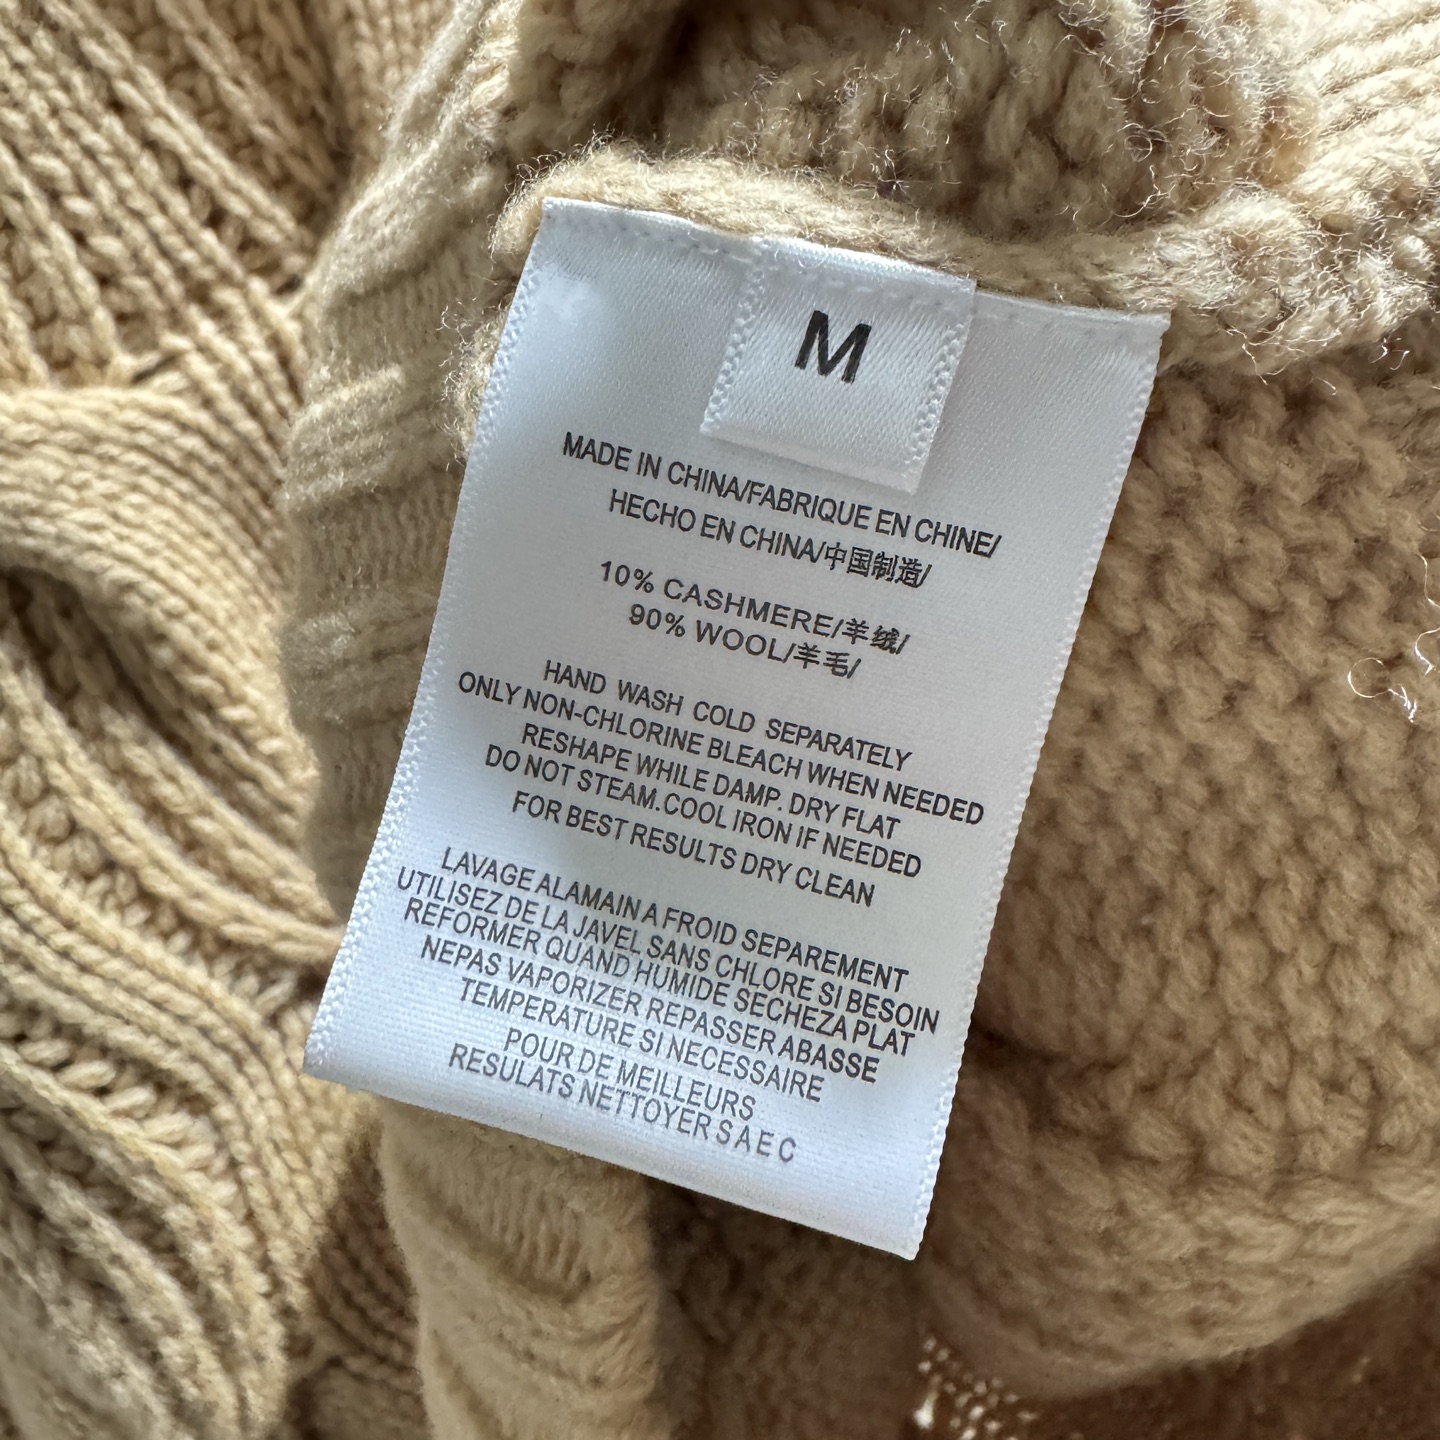 M
MADE IN CHINA/FABRIQUE EN CHINE/
HECHO EN CHINA/中国制造/
10% CASHMERE/羊绒/
90% WOOL/羊毛/
HAND WASH COLD SEPARATELY
ONLY NON-CHLORINE BLEACH WHEN NEEDED
RESHAPE WHILE DAMP. DRY FLAT
DO NOT STEAM.COOL IRON IF NEEDED
FOR BEST RESULTS DRY CLEAN
LAVAGE ALAMAIN A FROID SEPAREMENT
UTILISEZ DE LA JAVEL SANS CHLORE SI BESOIN
REFORMER QUAND HUMIDE SECHEZA PLAT
NEPAS VAPORIZER REPASSER ABASSE
TEMPERATURE SI NECESSAIRE
POUR DE MEILLEURS
RESULATS NETTOYER S A E C